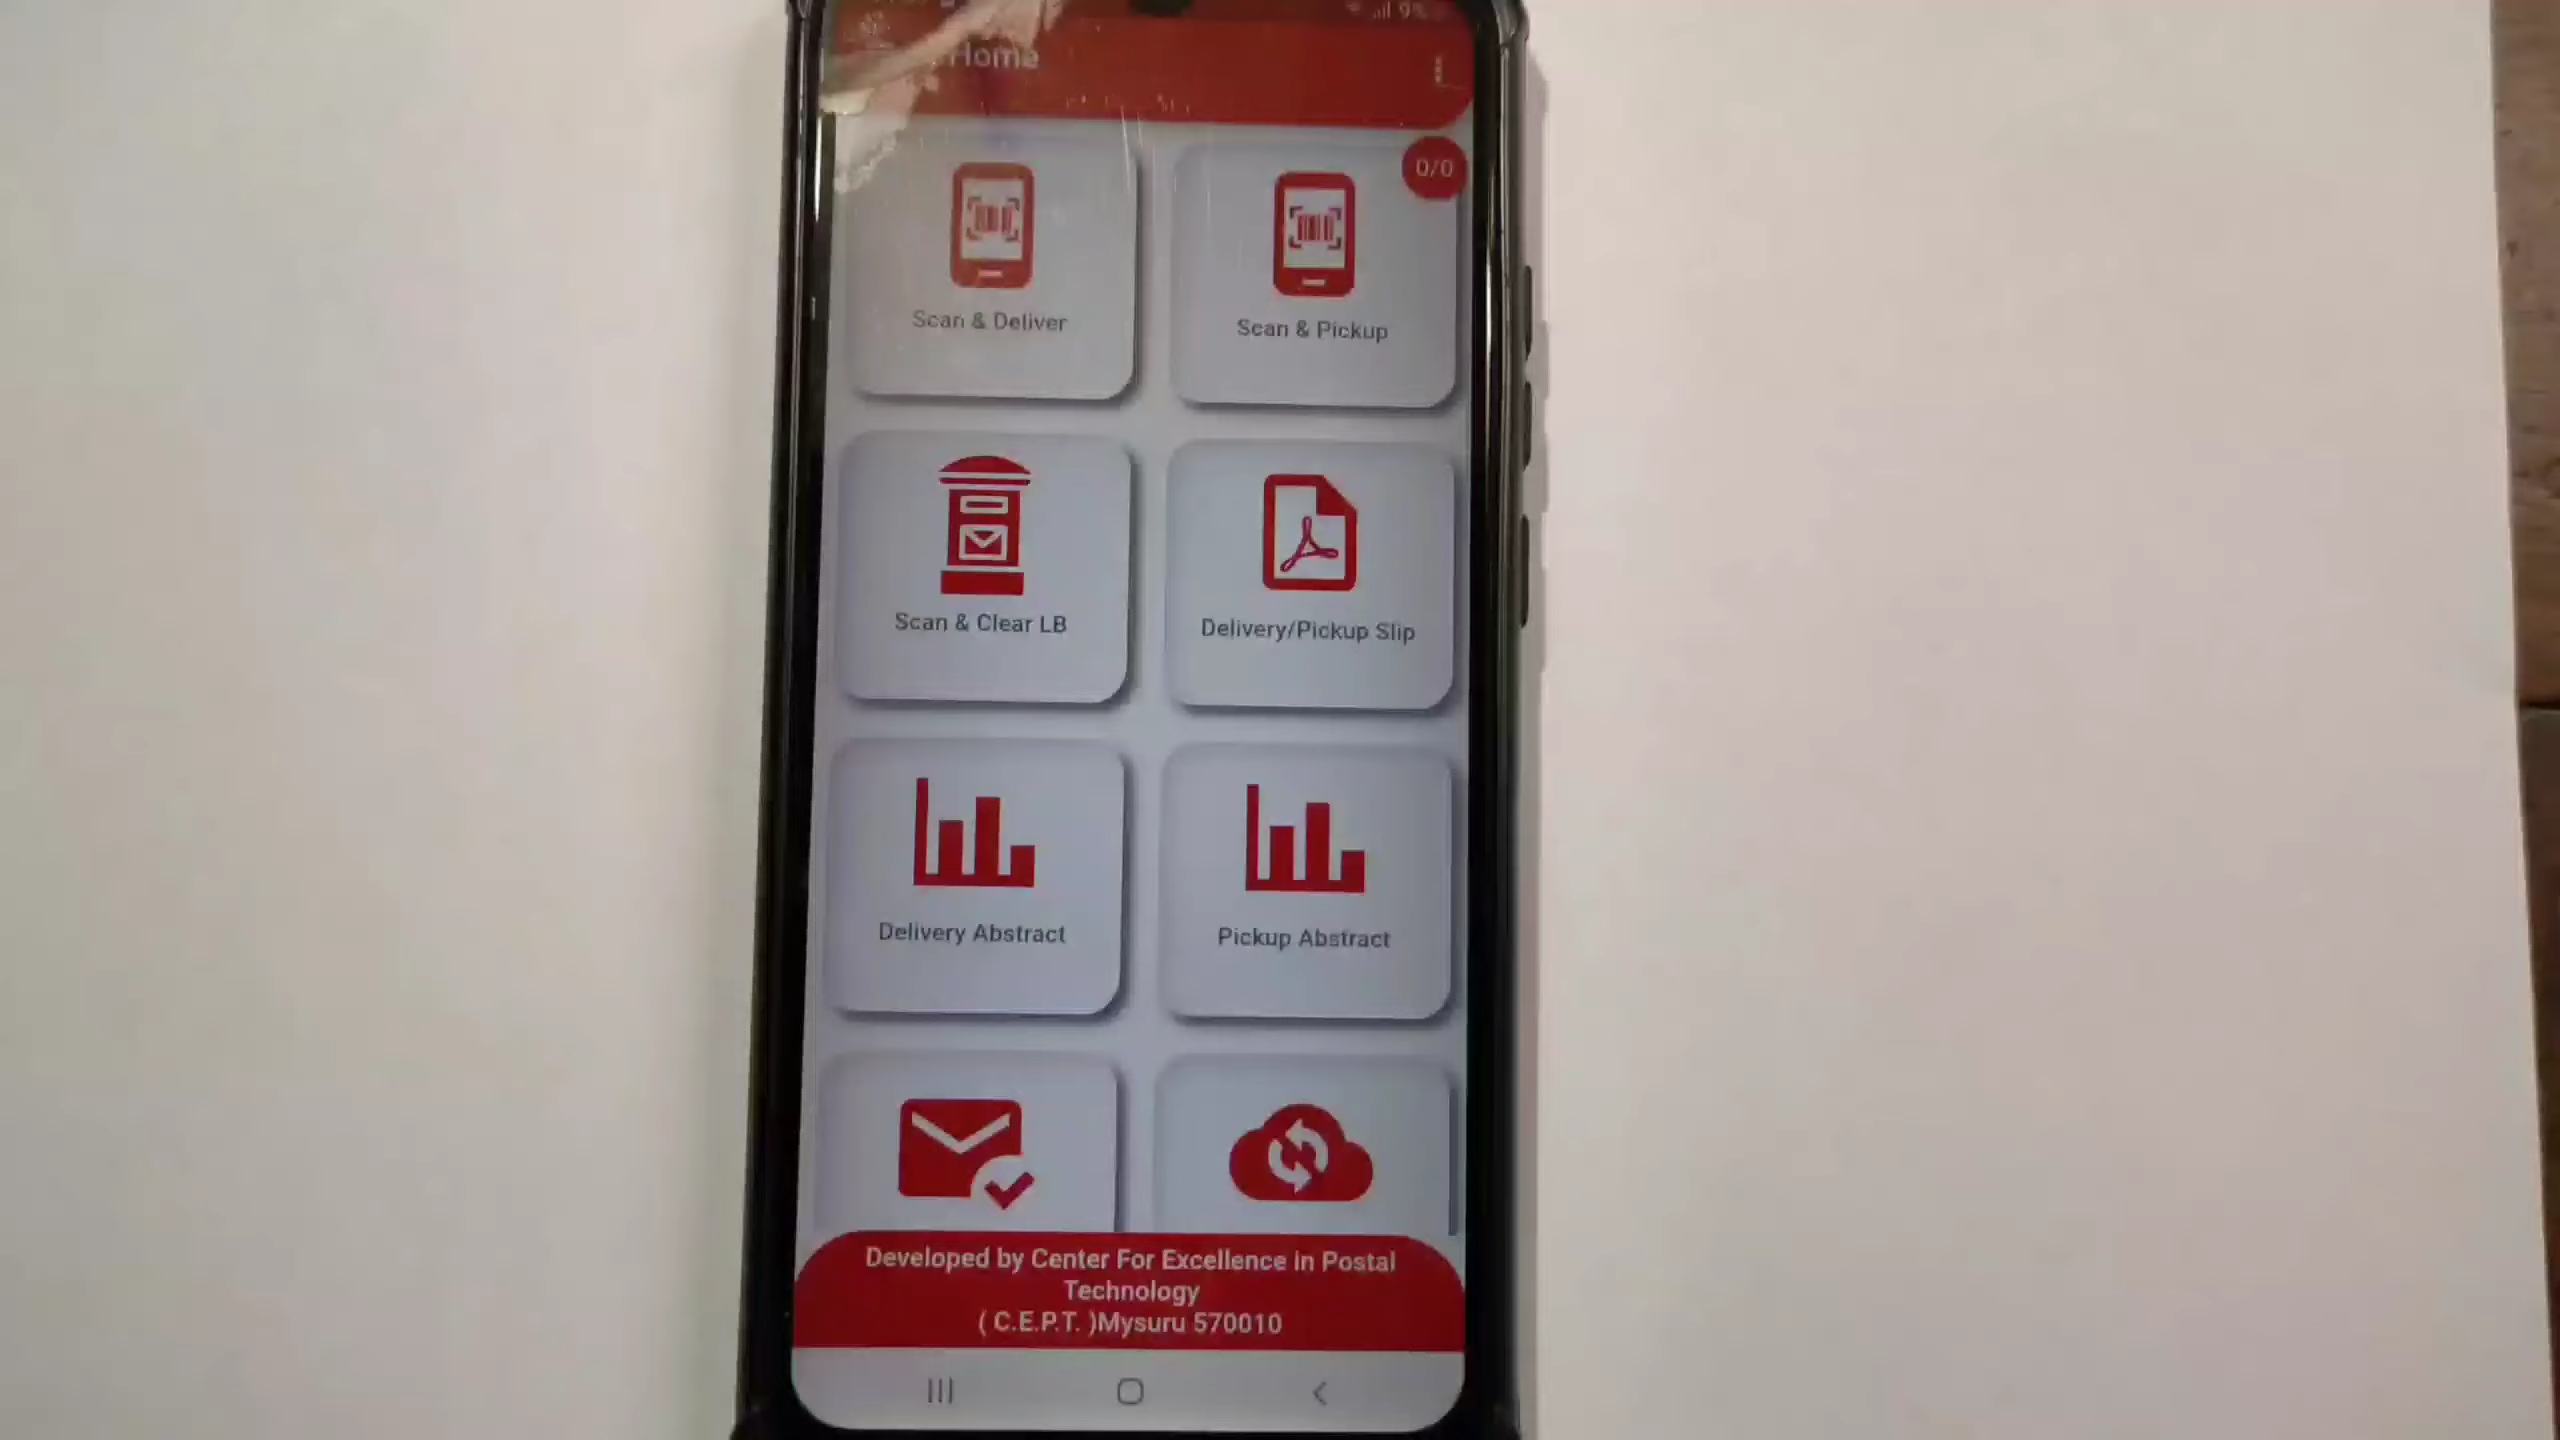 9%
Home
0/0
Scan & Deliver
Scan & Pickup
Scan & Clear LB
Delivery/Pickup Slip
Delivery Abstract
Pickup Abstract
Developed by Center For Excellence in Postal
Technology
( C.E.P.T. )Mysuru 570010